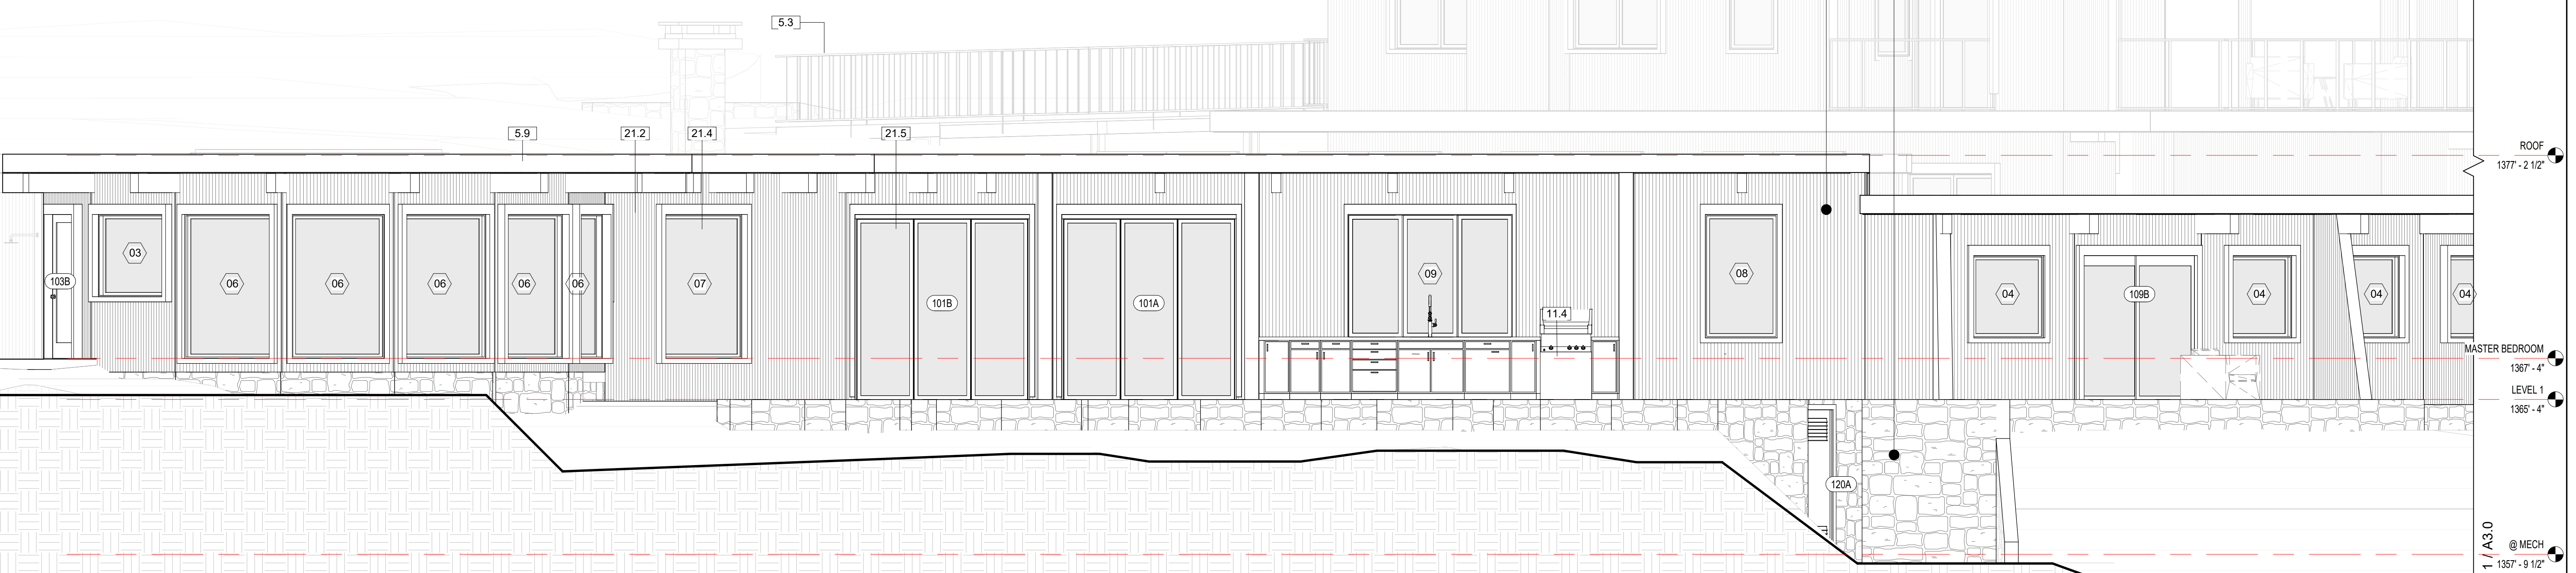 5.3
5.9
21.2
21.4
21.5
ROOF
1377' - 2 1/2"
103B
03
06
06
06
06
06
07
101B
101A
09
11.4
08
04
109B
04
04
04
MASTER BEDROOM
1367' - 4"
LEVEL 1
1365' - 4"
120A
1 / A3.0
@ MECH
1357' - 9 1/2"